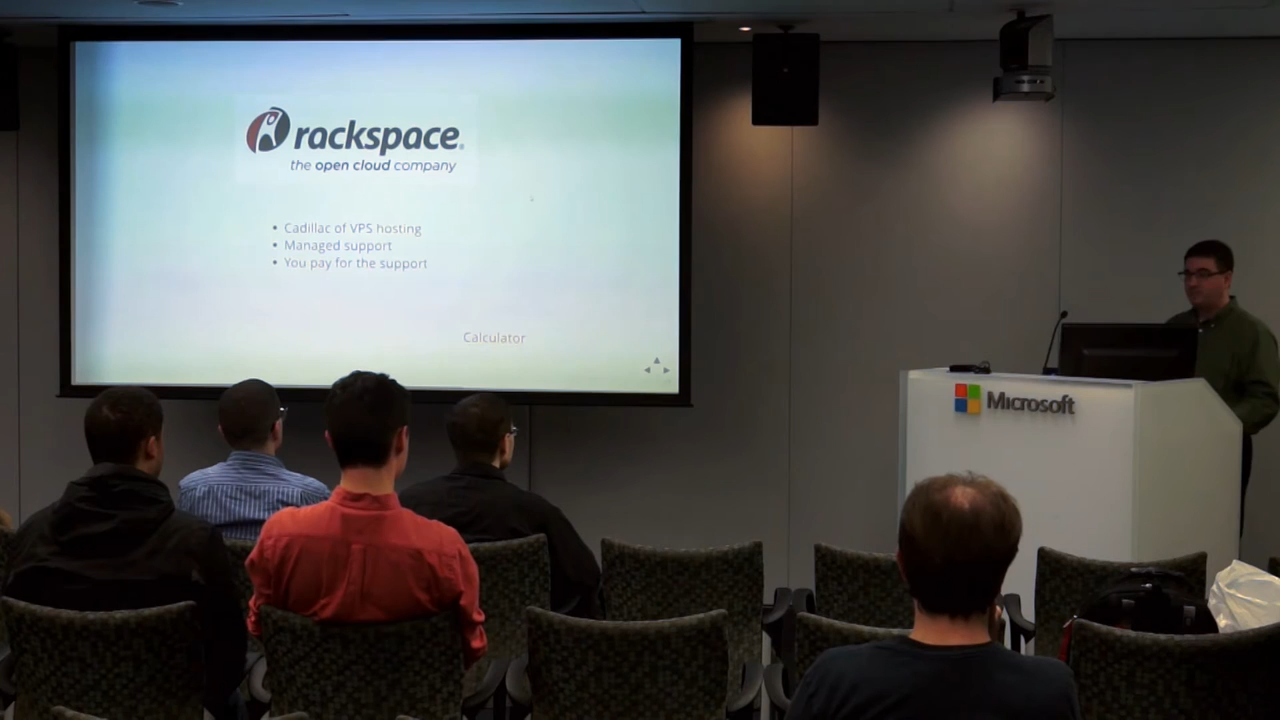 rackspace.
the open cloud company
• Cadillac of VPS hosting
• Managed support
• You pay for the support
Calculator
Microsoft